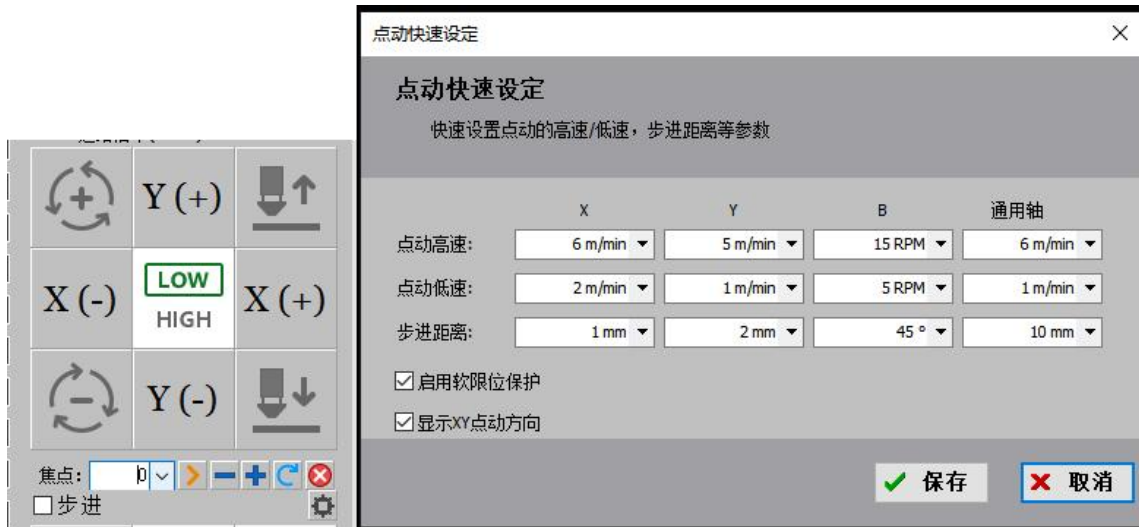 点动快速设定
点动快速设定
快速设置点动的高速/低速，步进距离等参数
X Y B 通用轴
点动高速: 6 m/min 5 m/min 15 RPM 6 m/min
点动低速: 2 m/min 1 m/min 5 RPM 1 m/min
步进距离: 1 mm 2 mm 45 ° 10 mm
启用软限位保护
显示XY点动方向
保存 取消
Y (+)
X (-) LOW X (+)
HIGH
Y (-)
焦点: 0
步进